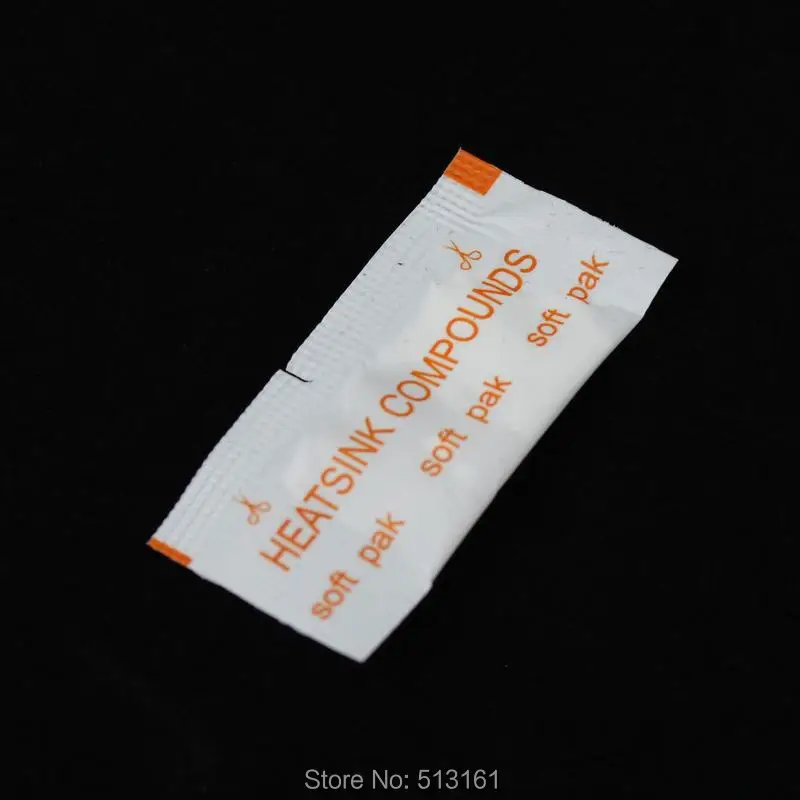 HEATSINK COMPOUNDS
soft pak soft pak soft pak
Store No: 513161